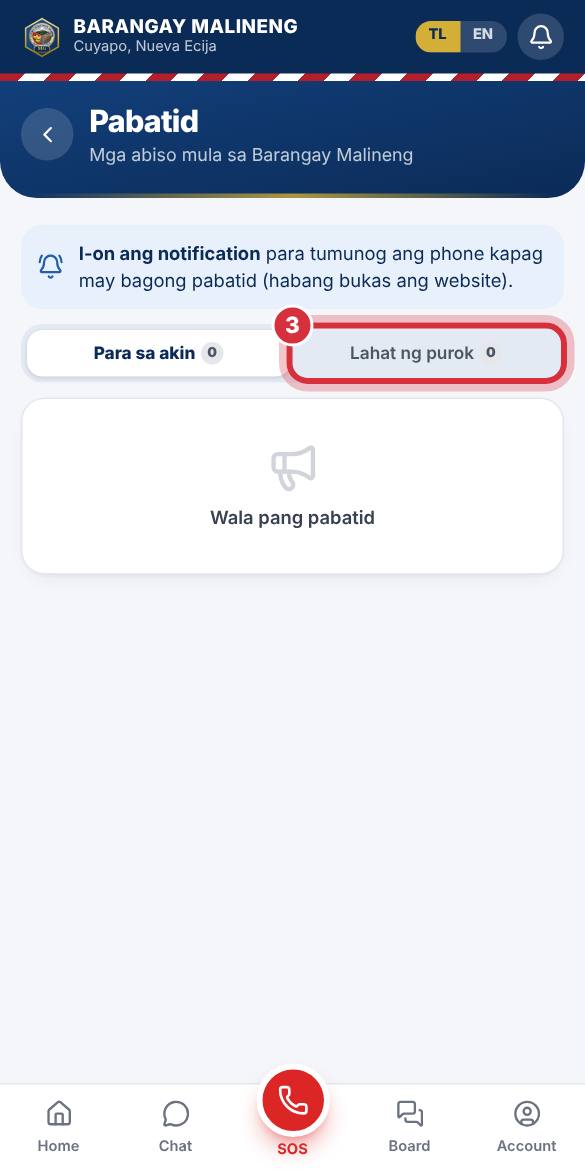 BARANGAY MALINENG
Cuyapo, Nueva Ecija
TL EN
Pabatid
Mga abiso mula sa Barangay Malineng
I-on ang notification para tumunog ang phone kapag
may bagong pabatid (habang bukas ang website).
3
Para sa akin 0
Lahat ng purok 0
Wala pang pabatid
Home
Chat
SOS
Board
Account